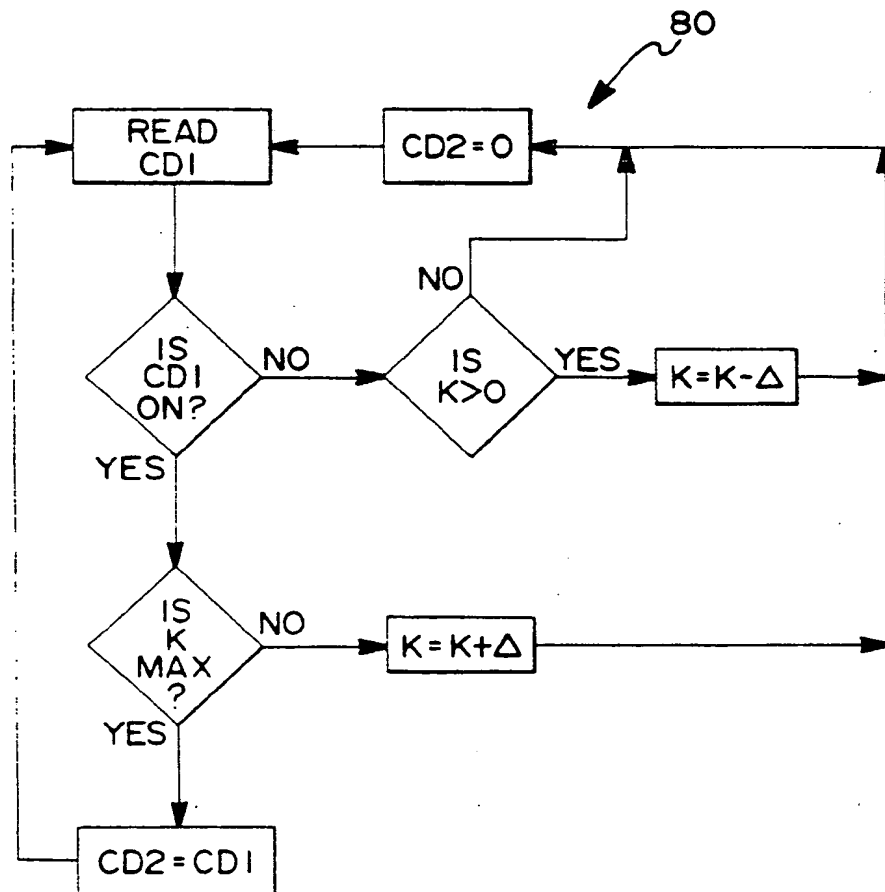 80
READ
CD1
CD2=0
NO
IS
CD1
ON?
NO
IS
K>0
YES
K=K-Δ
YES
IS
K
MAX
?
NO
K=K+Δ
YES
CD2=CD1